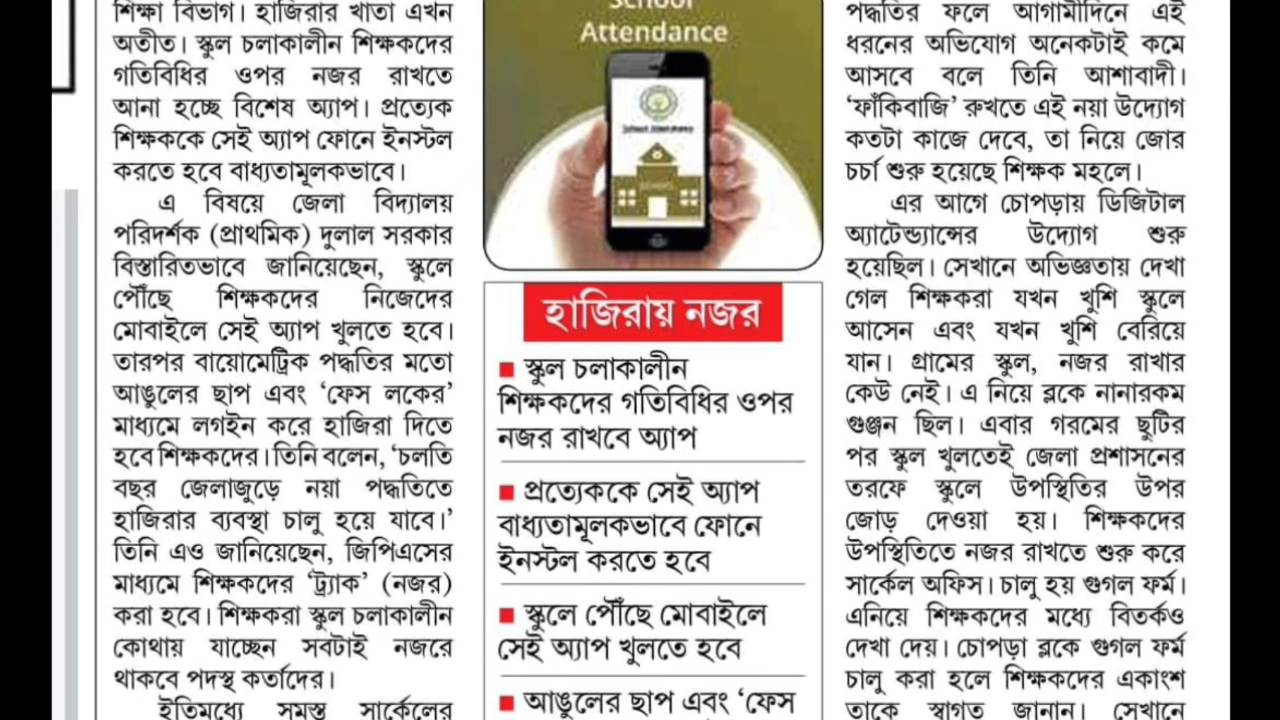 শিক্ষা বিভাগ। হাজিরার খাতা এখন
অতীত। স্কুল চলাকালীন শিক্ষকদের
গতিবিধির ওপর নজর রাখতে
আনা হচ্ছে বিশেষ অ্যাপ। প্রত্যেক
শিক্ষককে সেই অ্যাপ ফোনে ইনস্টল
করতে হবে বাধ্যতামূলকভাবে।
এ বিষয়ে জেলা বিদ্যালয়
পরিদর্শক (প্রাথমিক) দুলাল সরকার
বিস্তারিতভাবে জানিয়েছেন, স্কুলে
পৌঁছে শিক্ষকদের নিজেদের
মোবাইলে সেই অ্যাপ খুলতে হবে।
তারপর বায়োমেট্রিক পদ্ধতির মতো
আঙুলের ছাপ এবং ‘ফেস লকের’
মাধ্যমে লগইন করে হাজিরা দিতে
হবে শিক্ষকদের। তিনি বলেন, ‘চলতি
বছর জেলাজুড়ে নয়া পদ্ধতিতে
হাজিরার ব্যবস্থা চালু হয়ে যাবে।’
তিনি এও জানিয়েছেন, জিপিএসের
মাধ্যমে শিক্ষকদের ‘ট্র্যাক’ (নজর)
করা হবে। শিক্ষকরা স্কুল চলাকালীন
কোথায় যাচ্ছেন সবটাই নজরে
থাকবে পদস্থ কর্তাদের।
ইতিমধ্যে সমস্ত সার্কেলের
School
Attendance
School Attendance
SCHOOL
হাজিরায় নজর
■ স্কুল চলাকালীন
শিক্ষকদের গতিবিধির ওপর
নজর রাখবে অ্যাপ
■ প্রত্যেককে সেই অ্যাপ
বাধ্যতামূলকভাবে ফোনে
ইনস্টল করতে হবে
■ স্কুলে পৌঁছে মোবাইলে
সেই অ্যাপ খুলতে হবে
■ আঙুলের ছাপ এবং ‘ফেস
পদ্ধতির ফলে আগামীদিনে এই
ধরনের অভিযোগ অনেকটাই কমে
আসবে বলে তিনি আশাবাদী।
‘ফাঁকিবাজি’ রুখতে এই নয়া উদ্যোগ
কতটা কাজে দেবে, তা নিয়ে জোর
চর্চা শুরু হয়েছে শিক্ষক মহলে।
এর আগে চোপড়ায় ডিজিটাল
অ্যাটেন্ড্যান্সের উদ্যোগ শুরু
হয়েছিল। সেখানে অভিজ্ঞতায় দেখা
গেল শিক্ষকরা যখন খুশি স্কুলে
আসেন এবং যখন খুশি বেরিয়ে
যান। গ্রামের স্কুল, নজর রাখার
কেউ নেই। এ নিয়ে ব্লকে নানারকম
গুঞ্জন ছিল। এবার গরমের ছুটির
পর স্কুল খুলতেই জেলা প্রশাসনের
তরফে স্কুলে উপস্থিতির উপর
জোড় দেওয়া হয়। শিক্ষকদের
উপস্থিতিতে নজর রাখতে শুরু করে
সার্কেল অফিস। চালু হয় গুগল ফর্ম।
এনিয়ে শিক্ষকদের মধ্যে বিতর্কও
দেখা দেয়। চোপড়া ব্লকে গুগল ফর্ম
চালু করা হলে শিক্ষকদের একাংশ
তাকে স্বাগত জানান। সেখানে